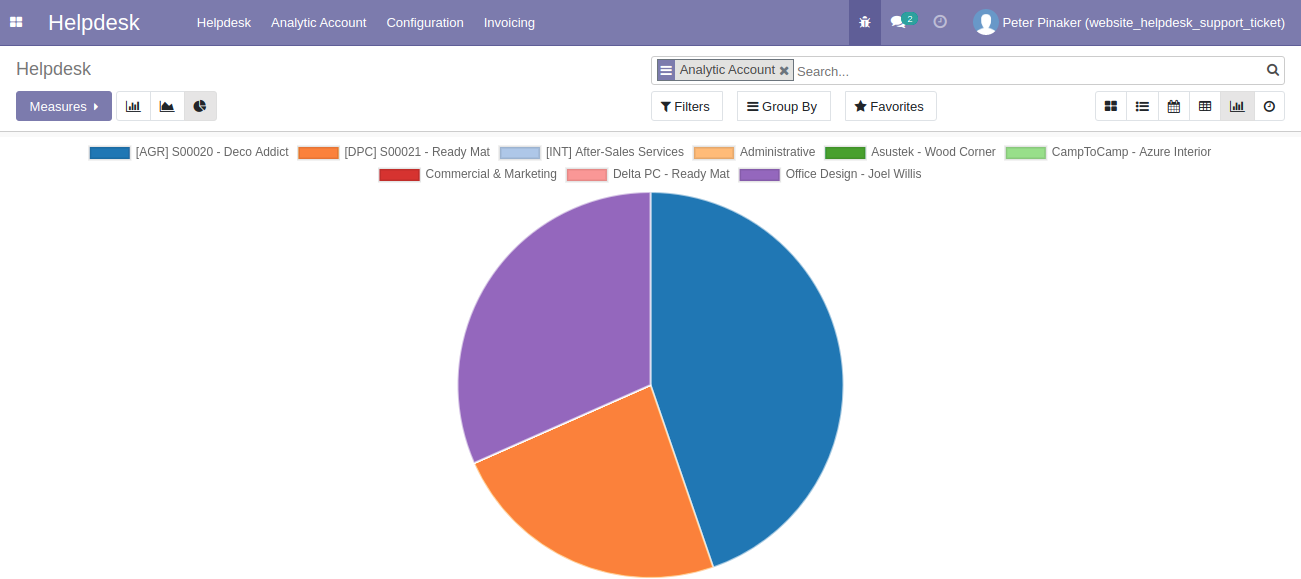 Helpdesk Helpdesk Analytic Account Configuration Invoicing 2 Peter Pinaker (website_helpdesk_support_ticket)
Helpdesk Analytic Account Search...
Measures Filters Group By Favorites
[AGR] S00020 - Deco Addict [DPC] S00021 - Ready Mat [INT] After-Sales Services Administrative Asustek - Wood Corner CampToCamp - Azure Interior
Commercial & Marketing Delta PC - Ready Mat Office Design - Joel Willis